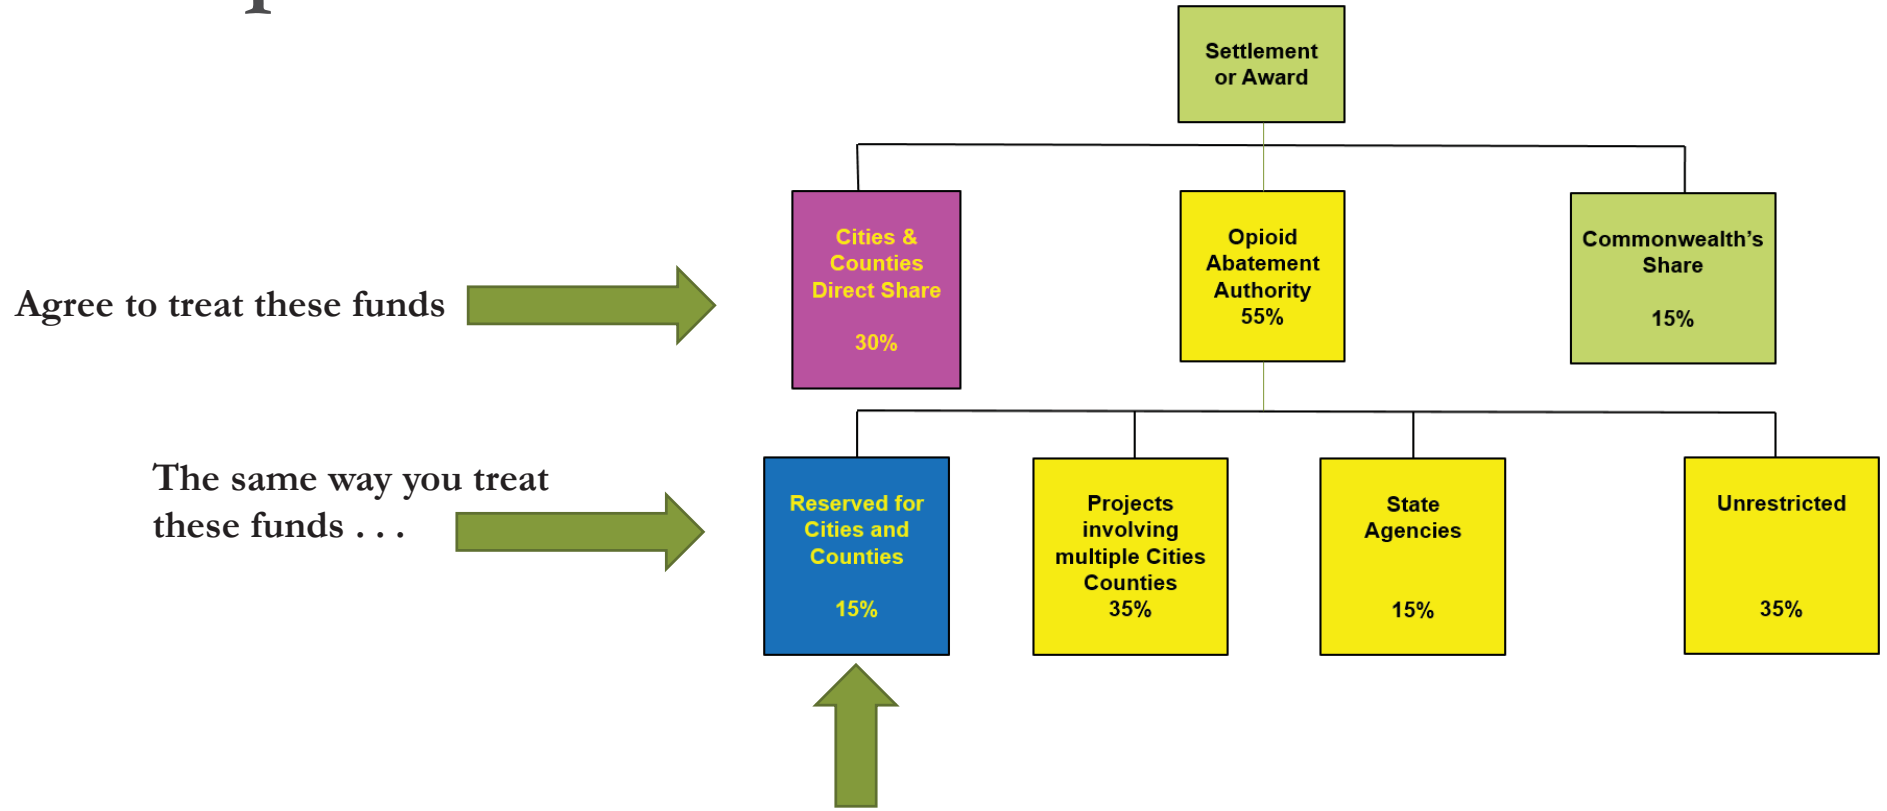 Settlement
or Award
Cities &
Counties
Direct Share
30%
Opioid
Abatement
Authority
55%
Commonwealth's
Share
15%
Agree to treat these funds
The same way you treat
these funds . . .
Reserved for
Cities and
Counties
15%
Projects
involving
multiple Cities
Counties
35%
State
Agencies
15%
Unrestricted
35%